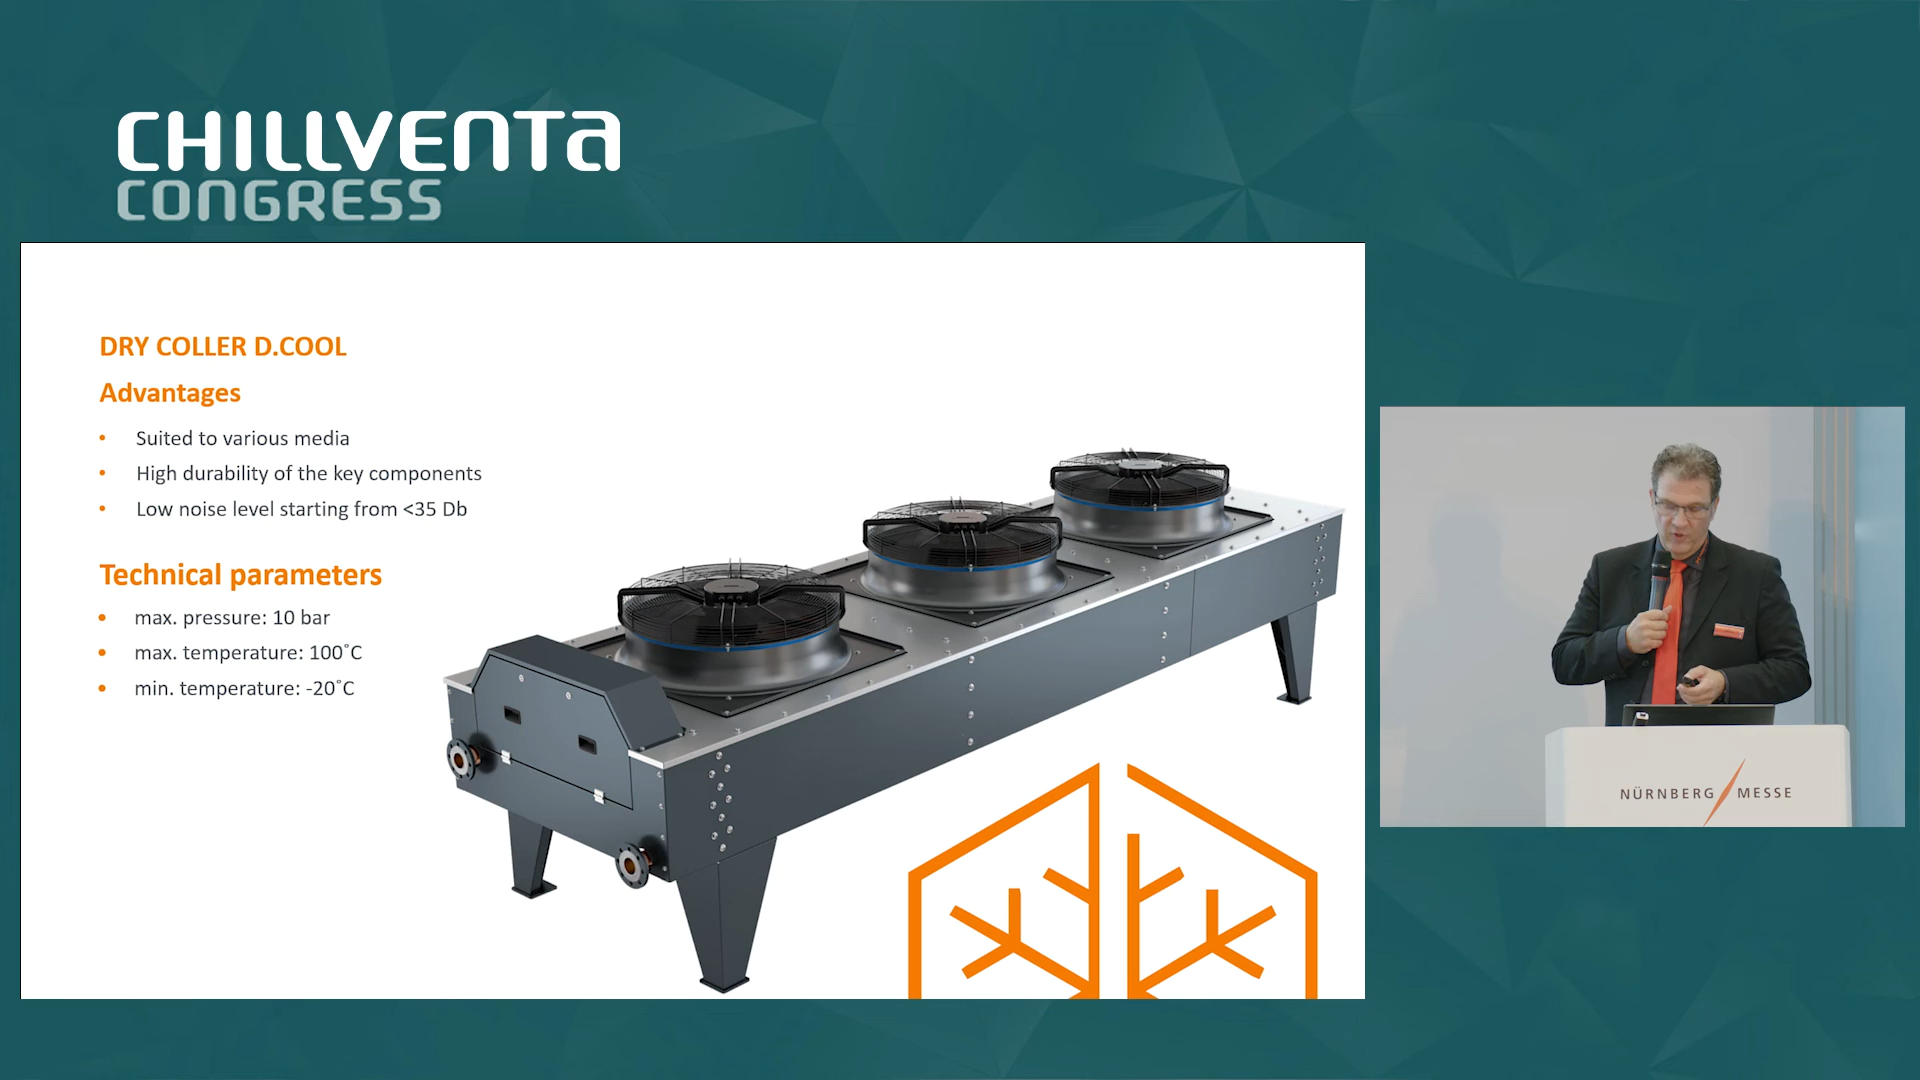 CHILLVENTA
CONGRESS
DRY COLLER D.COOL
Advantages
• Suited to various media
• High durability of the key components
• Low noise level starting from <35 Db
Technical parameters
• max. pressure: 10 bar
• max. temperature: 100˚C
• min. temperature: -20˚C
NÜRNBERG MESSE